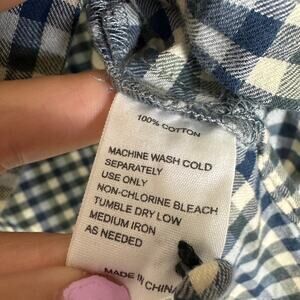 100% COTTON
MACHINE WASH COLD
SEPARATELY
USE ONLY
NON-CHLORINE BLEACH
TUMBLE DRY LOW
MEDIUM IRON
AS NEEDED
MADE IN CHINA